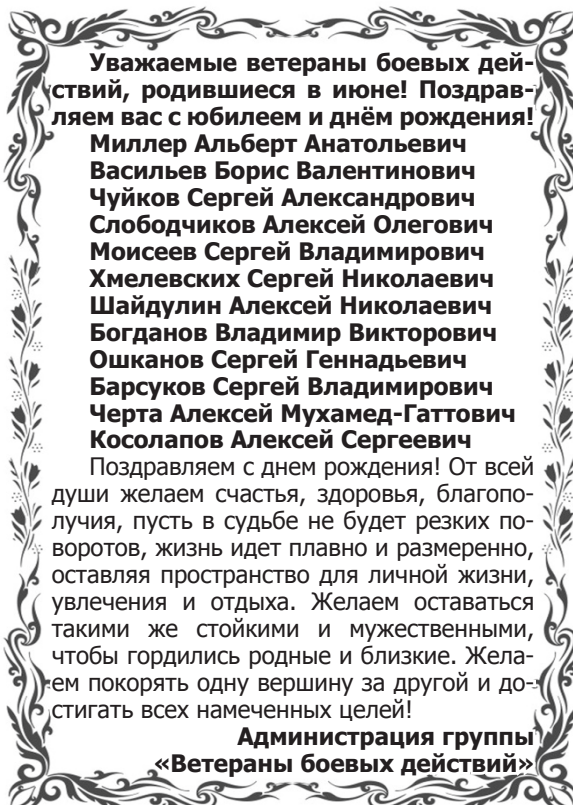 Уважаемые ветераны боевых дей-
ствий, родившиеся в июне! Поздрав-
ляем вас с юбилеем и днём рождения!
Миллер Альберт Анатольевич
Васильев Борис Валентинович
Чуйков Сергей Александрович
Слободчиков Алексей Олегович
Моисеев Сергей Владимирович
Хмелевских Сергей Николаевич
Шайдулин Алексей Николаевич
Богданов Владимир Викторович
Ошканов Сергей Геннадьевич
Барсуков Сергей Владимирович
Черта Алексей Мухамед-Гаттович
Косолапов Алексей Сергеевич
Поздравляем с днем рождения! От всей
души желаем счастья, здоровья, благопо-
лучия, пусть в судьбе не будет резких по-
воротов, жизнь идет плавно и размеренно,
оставляя пространство для личной жизни,
увлечения и отдыха. Желаем оставаться
такими же стойкими и мужественными,
чтобы гордились родные и близкие. Жела-
ем покорять одну вершину за другой и до-
стигать всех намеченных целей!
Администрация группы
«Ветераны боевых действий»